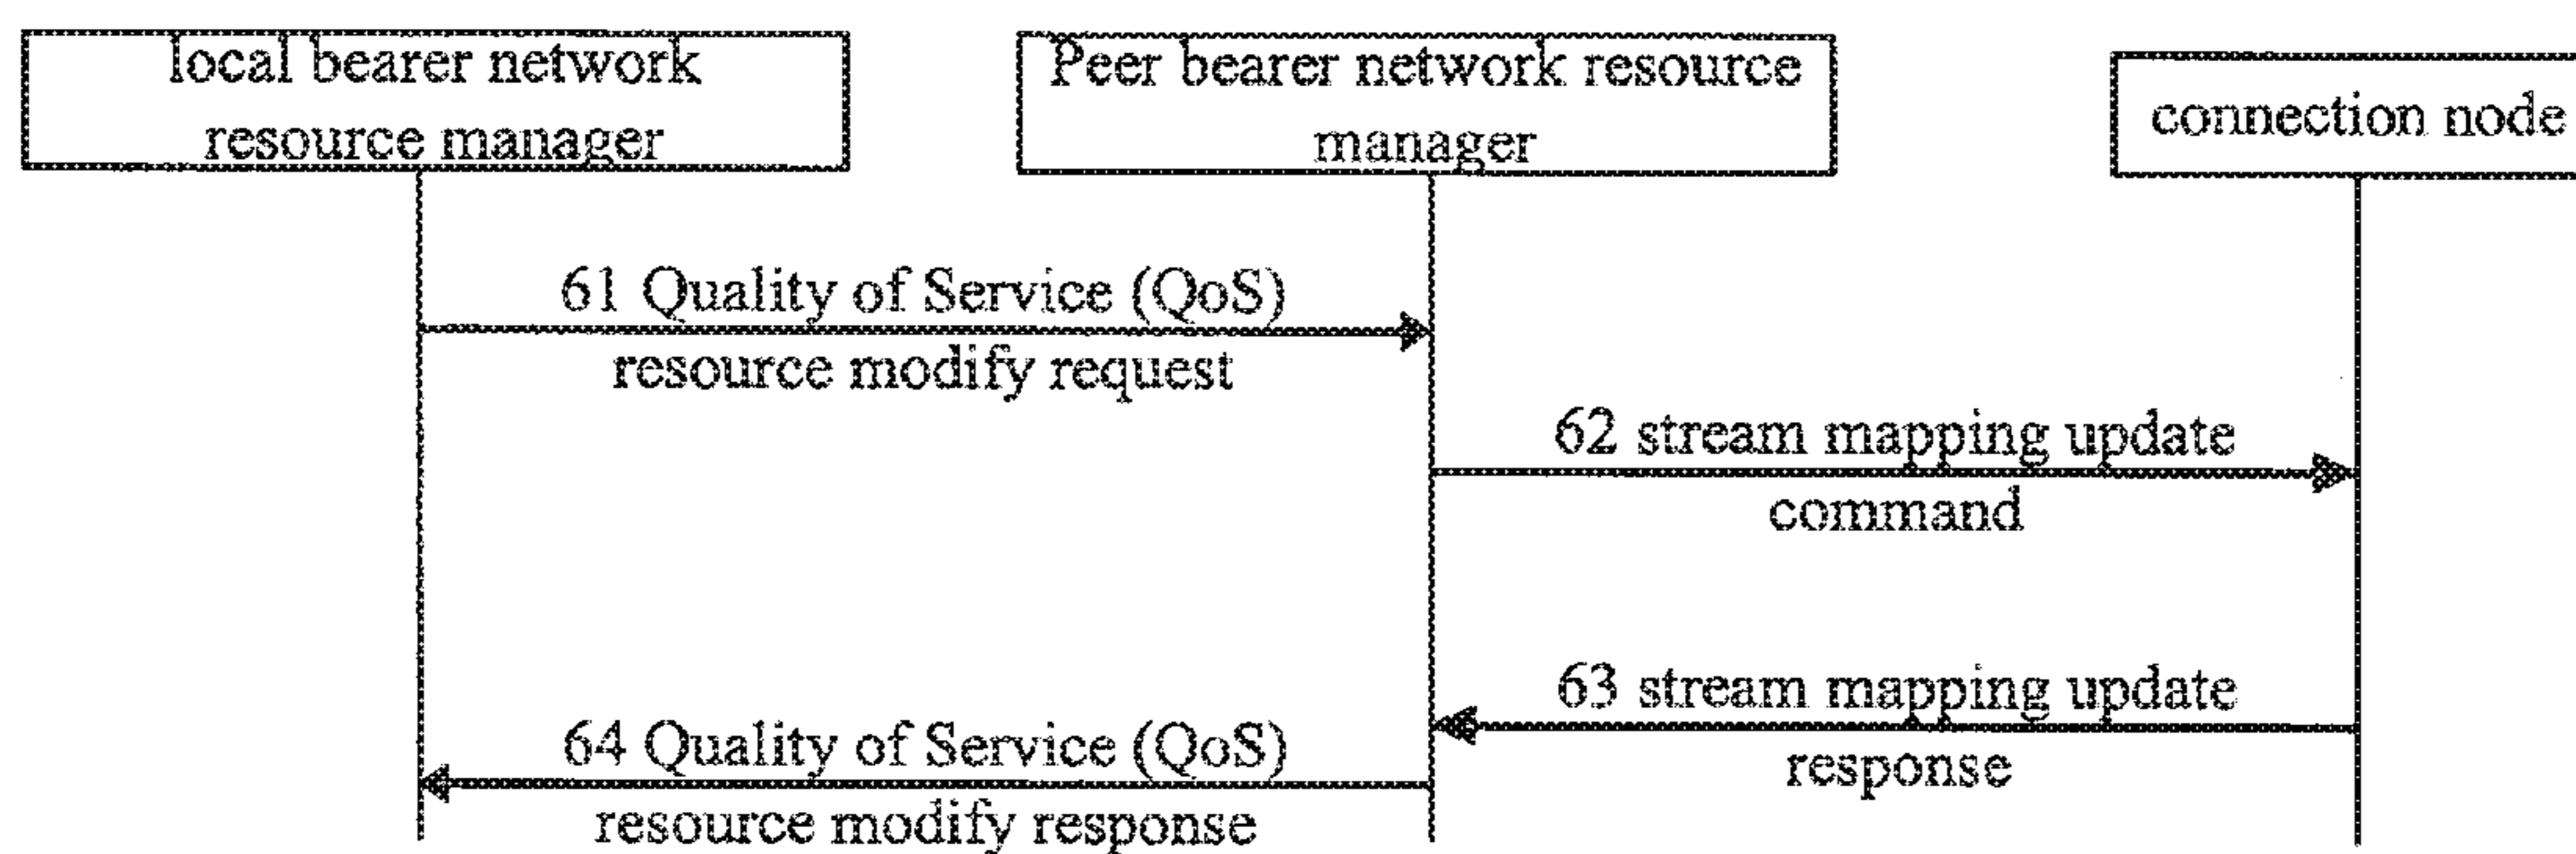 local bearer network
resource manager
Peer bearer network resource
manager
connection node
61 Quality of Service (QoS)
resource modify request
62 stream mapping update
command
63 stream mapping update
response
64 Quality of Service (QoS)
resource modify response